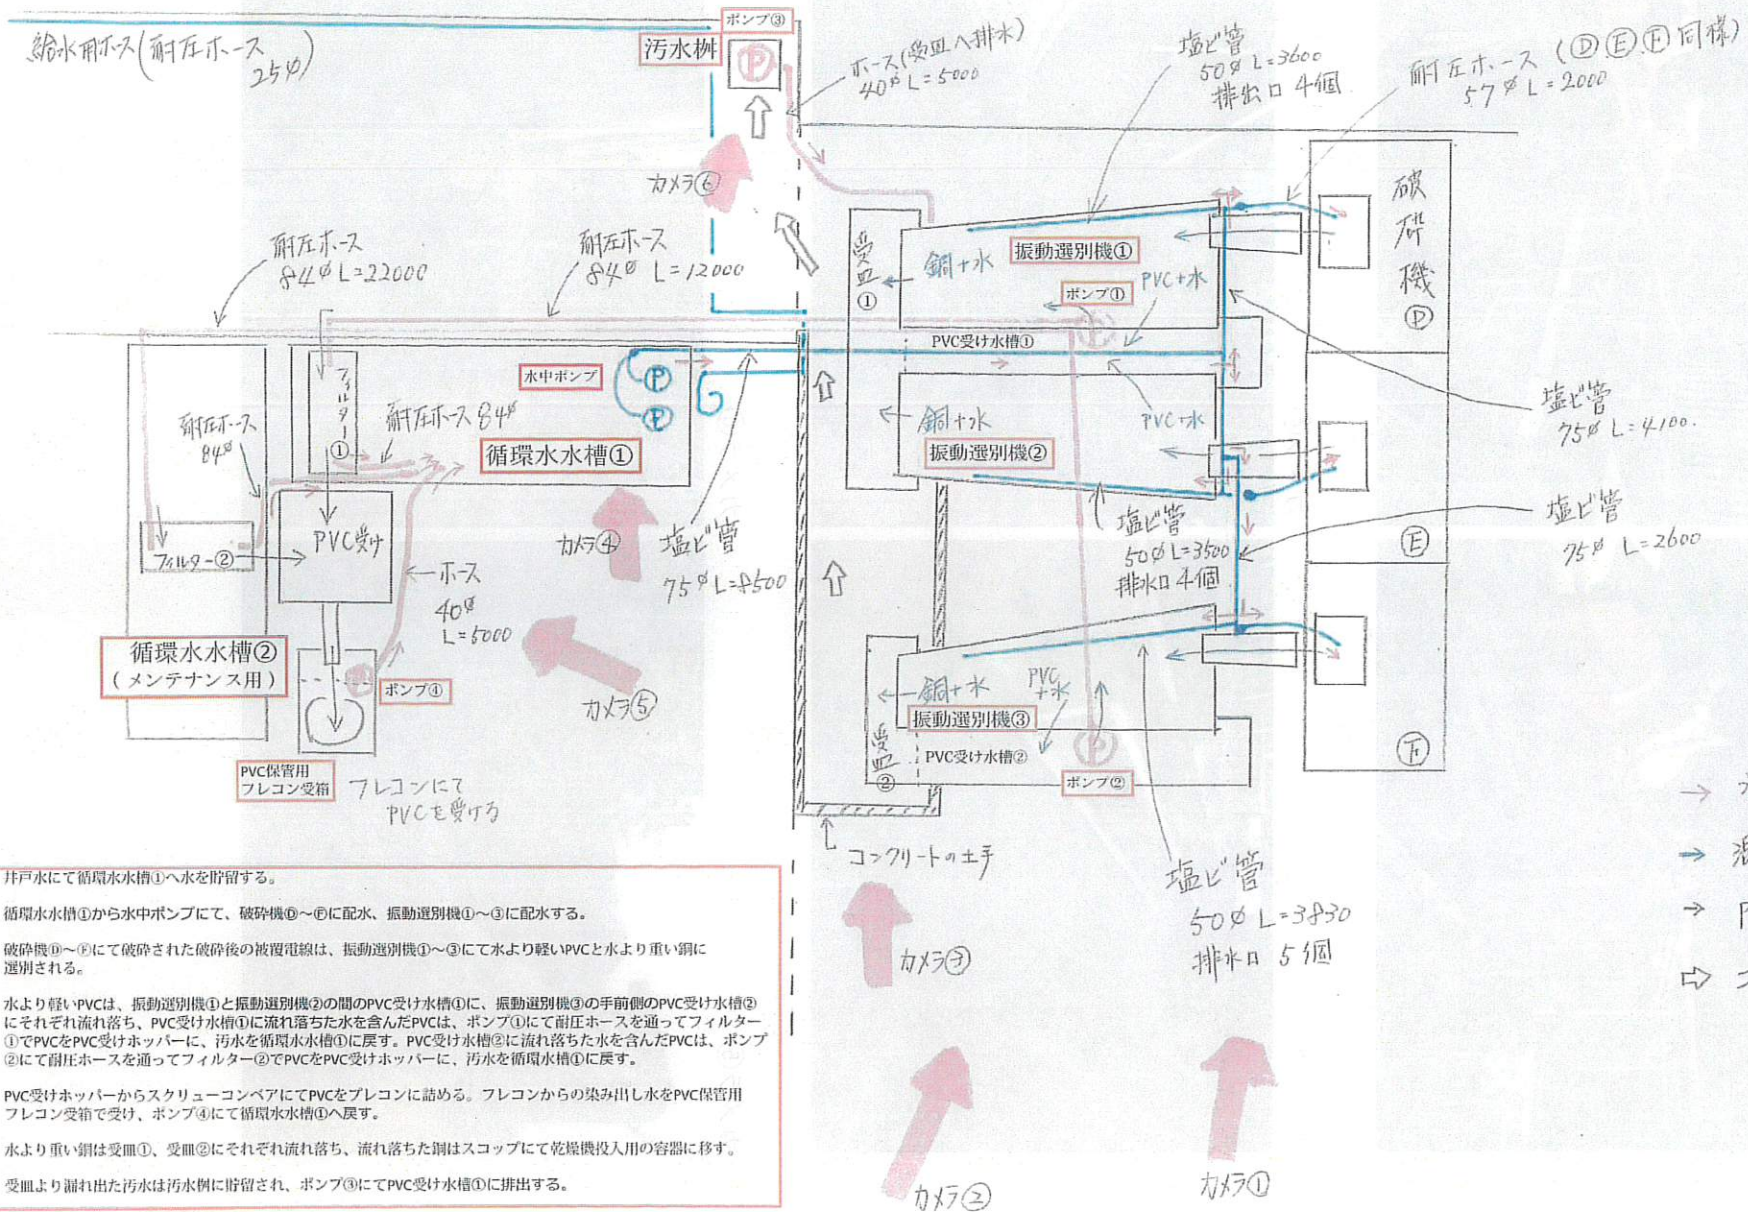 給水用ホース(耐圧ホース
25φ)
ポンプ③
汚水桝
P
ホース(受皿へ排水)
40φ L=5000
塩ビ管
50φ L=3600
排出口 4個
耐圧ホース (Ⓓ Ⓔ Ⓕ 同様)
57φ L=2000
カメラ⑥
耐圧ホース
84φ L=22000
耐圧ホース
84φ L=12000
受皿①
銅+水
振動選別機①
ポンプ①
PVC+水
破砕機Ⓓ
PVC受け水槽①
P
フィルター①
水中ポンプ
P
P
耐圧ホース
84φ
耐圧ホース 84φ
循環水水槽①
銅+水
PVC+水
振動選別機②
塩ビ管
75φ L=4100.
フィルター②
PVC受け
カメラ④
塩ビ管
75φ L=8500
塩ビ管
50φ L=3500
排水口 4個
Ⓔ
塩ビ管
75φ L=2600
ホース
40φ
L=5000
循環水水槽②
(メンテナンス用)
ポンプ④
P
カメラ⑤
銅+水
PVC
+水
振動選別機③
受皿②
PVC受け水槽②
P
ポンプ②
Ⓕ
PVC保管用
フレコン受箱
フレコンにて
PVCを受ける
コンクリートの土手
塩ビ管
50φ L=3830
排水口 5個
カメラ③
カメラ②
カメラ①
井戸水にて循環水水槽①へ水を貯留する。
循環水水槽①から水中ポンプにて、破砕機Ⓓ～Ⓕに配水、振動選別機①～③に配水する。
破砕機Ⓓ～Ⓕにて破砕された破砕後の被覆電線は、振動選別機①～③にて水より軽いPVCと水より重い銅に
選別される。
水より軽いPVCは、振動選別機①と振動選別機②の間のPVC受け水槽①に、振動選別機③の手前側のPVC受け水槽②
にそれぞれ流れ落ち、PVC受け水槽①に流れ落ちた水を含んだPVCは、ポンプ①にて耐圧ホースを通ってフィルター
①でPVCをPVC受けホッパーに、汚水を循環水水槽①に戻す。PVC受け水槽②に流れ落ちた水を含んだPVCは、ポンプ
②にて耐圧ホースを通ってフィルター②でPVCをPVC受けホッパーに、汚水を循環水槽①に戻す。
PVC受けホッパーからスクリューコンベアにてPVCをプレコンに詰める。フレコンからの染み出し水をPVC保管用
フレコン受箱で受け、ポンプ④にて循環水水槽①へ戻す。
水より重い銅は受皿①、受皿②にそれぞれ流れ落ち、流れ落ちた銅はスコップにて乾燥機投入用の容器に移す。
受皿より漏れ出た汚水は汚水桝に貯留され、ポンプ③にてPVC受け水槽①に排出する。